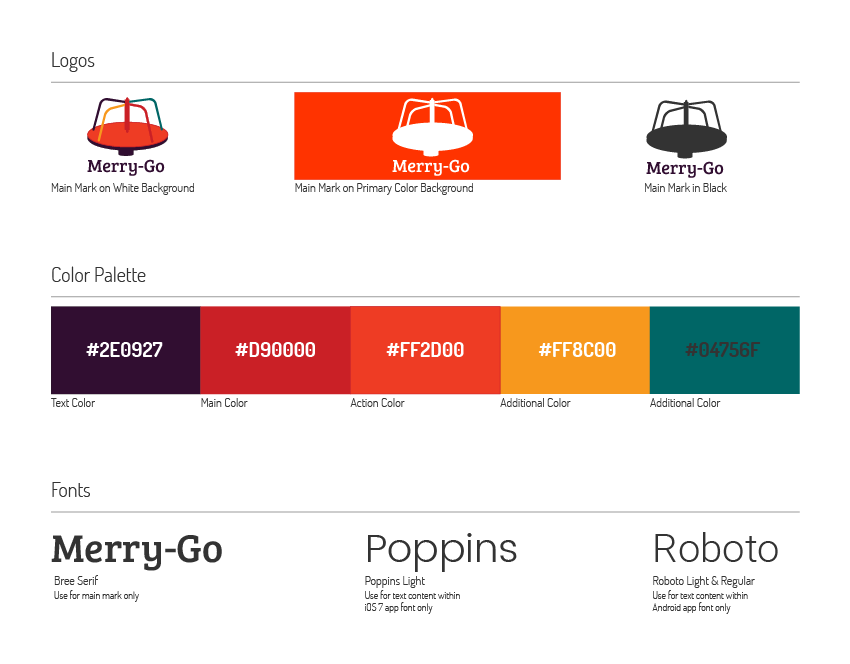 Logos
Merry-Go
Merry-Go
Merry-Go
Main Mark on White Background
Main Mark on Primary Color Background
Main Mark in Black
Color Palette
#2E0927
#D90000
#FF2D00
#FF8C00
#04756F
Text Color
Main Color
Action Color
Additional Color
Additional Color
Fonts
Merry-Go
Poppins
Roboto
Bree Serif
Use for main mark only
Poppins Light
Use for text content within
iOS 7 app font only
Roboto Light & Regular
Use for text content within
Android app font only